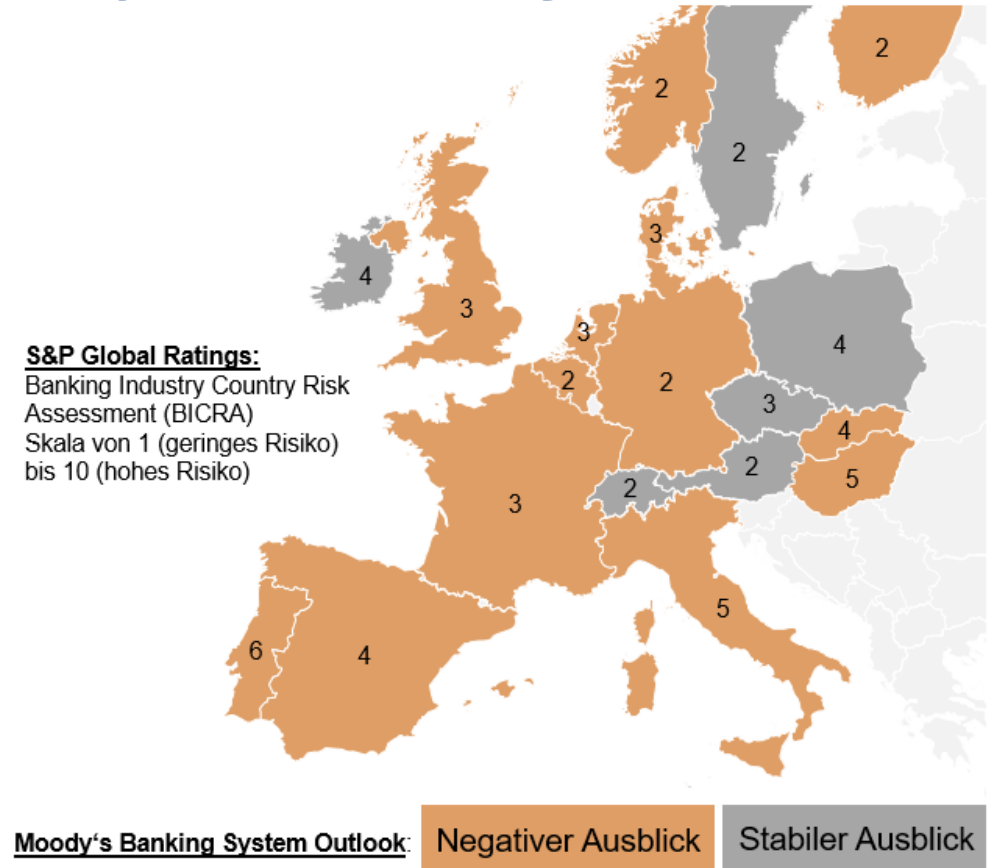 2
2
2
3
4
3
S&P Global Ratings:
Banking Industry Country Risk
Assessment (BICRA)
Skala von 1 (geringes Risiko)
bis 10 (hohes Risiko)
3
2
2
4
3
4
2
2
5
3
5
6
4
Moody‘s Banking System Outlook:
Negativer Ausblick
Stabiler Ausblick